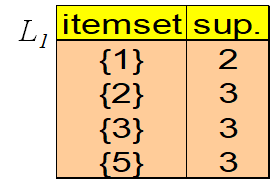 L1 itemset sup.
{1} 2
{2} 3
{3} 3
{5} 3